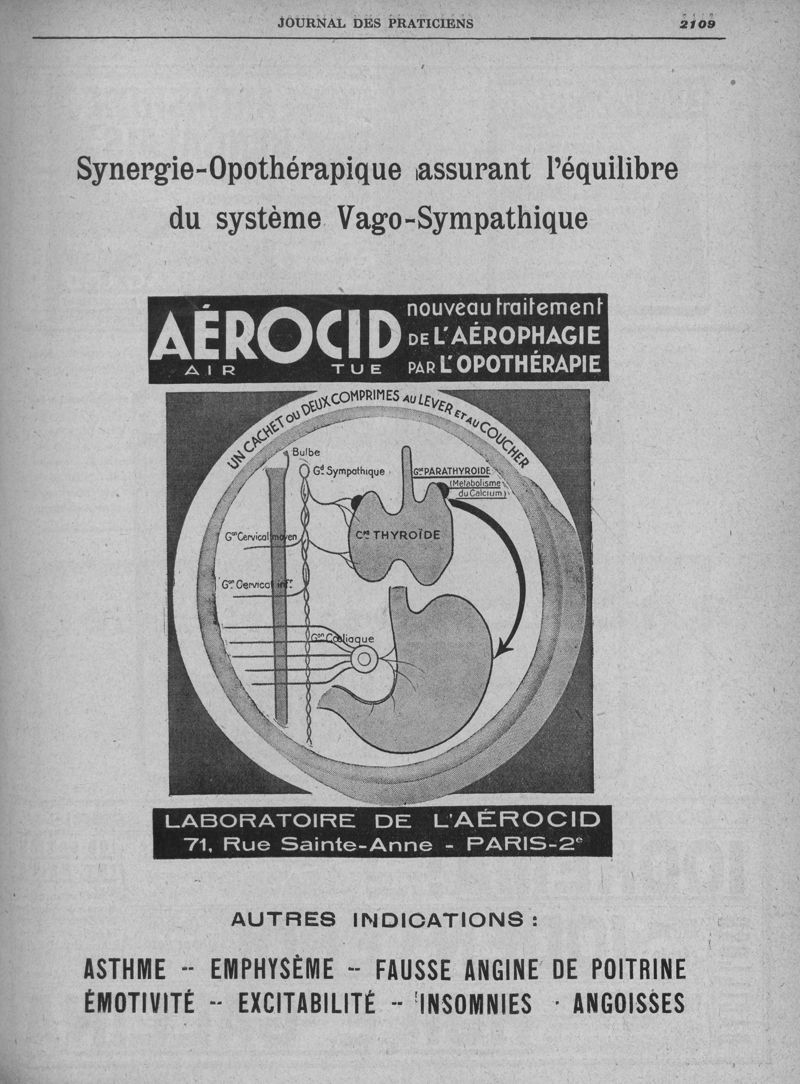 JOURNAL DES PRATICIENS 2109
Synergie-Opothérapique assurant l'équilibre
du système Vago-Sympathique
AÉROCID
AIR TUE
nouveau traitement
DE L'AÉROPHAGIE
PAR L'OPOTHÉRAPIE
UN CACHET OU DEUX COMPRIMES AU LEVER ET AU COUCHER
Bulbe
Gd Sympathique
Gde PARATHYROIDE
(Métabolisme
du Calcium)
Gon Cervical moyen
Cps THYROÏDE
Gon Cervical inf.
Gon Cœliaque
LABORATOIRE DE L'AÉROCID
71, Rue Sainte-Anne - PARIS-2e
AUTRES INDICATIONS :
ASTHME -- EMPHYSÈME -- FAUSSE ANGINE DE POITRINE
ÉMOTIVITÉ -- EXCITABILITÉ -- INSOMNIES - ANGOISSES